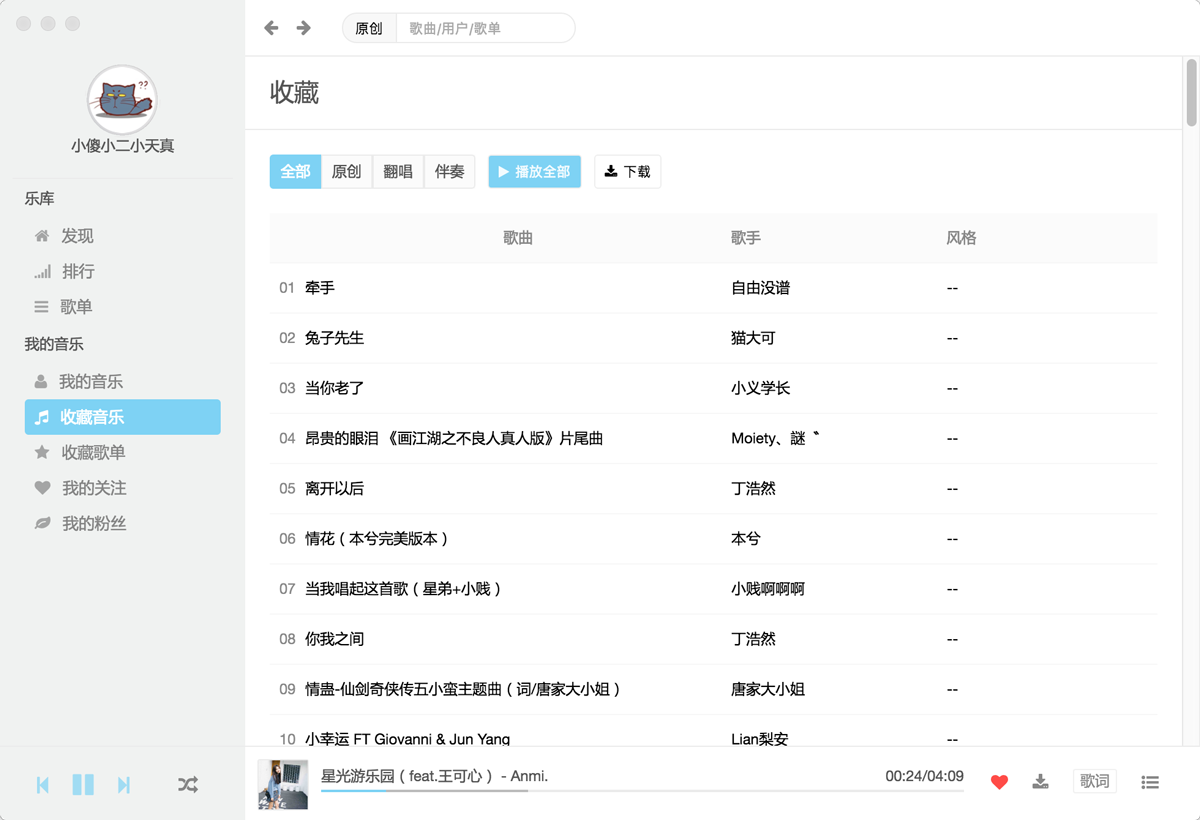 原创 歌曲/用户/歌单
??
小傻小二小天真
乐库
发现
排行
歌单
我的音乐
我的音乐
收藏音乐
收藏歌单
我的关注
我的粉丝
收藏
全部 原创 翻唱 伴奏 播放全部 下载
歌曲 歌手 风格
01 牵手 自由没谱 --
02 兔子先生 猫大可 --
03 当你老了 小义学长 --
04 昂贵的眼泪 《画江湖之不良人真人版》片尾曲 Moiety、謎〝 --
05 离开以后 丁浩然 --
06 情花（本兮完美版本） 本兮 --
07 当我唱起这首歌（星弟+小贱） 小贱啊啊啊 --
08 你我之间 丁浩然 --
09 情蛊-仙剑奇侠传五小蛮主题曲（词/唐家大小姐） 唐家大小姐 --
10 小幸运 FT Giovanni & Jun Yang Lian梨安 --
星光游乐园（feat.王可心） - Anmi. 00:24/04:09
歌词